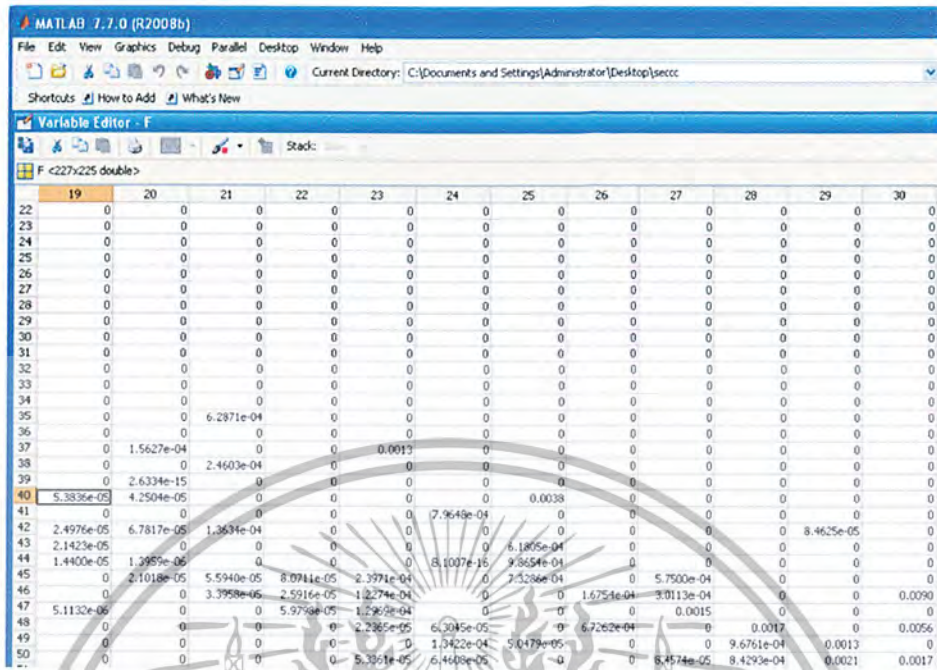 MATLAB 7.7.0 (R2008b)
File Edit View Graphics Debug Parallel Desktop Window Help
Current Directory: C:\Documents and Settings\Administrator\Desktop\seccc
Shortcuts How to Add What's New
Variable Editor - F
Stack:
F <227x225 double>
19 20 21 22 23 24 25 26 27 28 29 30
22 0 0 0 0 0 0 0 0 0 0 0 0
23 0 0 0 0 0 0 0 0 0 0 0 0
24 0 0 0 0 0 0 0 0 0 0 0 0
25 0 0 0 0 0 0 0 0 0 0 0 0
26 0 0 0 0 0 0 0 0 0 0 0 0
27 0 0 0 0 0 0 0 0 0 0 0 0
28 0 0 0 0 0 0 0 0 0 0 0 0
29 0 0 0 0 0 0 0 0 0 0 0 0
30 0 0 0 0 0 0 0 0 0 0 0 0
31 0 0 0 0 0 0 0 0 0 0 0 0
32 0 0 0 0 0 0 0 0 0 0 0 0
33 0 0 0 0 0 0 0 0 0 0 0 0
34 0 0 0 0 0 0 0 0 0 0 0 0
35 0 0 6.2871e-04 0 0 0 0 0 0 0 0 0
36 0 0 0 0 0 0 0 0 0 0 0 0
37 0 1.5627e-04 0 0 0.0013 0 0 0 0 0 0 0
38 0 0 2.4603e-04 0 0 0 0 0 0 0 0 0
39 0 2.6334e-15 0 0 0 0 0 0 0 0 0 0
40 5.3836e-05 4.2504e-05 0 0 0 0 0.0038 0 0 0 0 0
41 0 0 0 0 0 7.9648e-04 0 0 0 0 0 0
42 2.4976e-05 6.7817e-05 1.3634e-04 0 0 0 0 0 0 0 8.4625e-05 0
43 2.1423e-05 0 0 0 0 0 6.1805e-04 0 0 0 0 0
44 1.4400e-05 1.3959e-06 0 0 0 8.1007e-16 9.8654e-04 0 0 0 0 0
45 0 2.1018e-05 5.5940e-05 8.0711e-05 2.3971e-04 0 7.3286e-04 0 5.7500e-04 0 0 0
46 0 0 3.3958e-05 2.5916e-05 1.2274e-04 0 0 1.6754e-04 3.0113e-04 0 0 0.0090
47 5.1132e-06 0 0 5.9798e-05 1.2969e-04 0 0 0 0.0015 0 0 0
48 0 0 0 0 2.2365e-05 6.3045e-05 0 6.7262e-04 0 0.0017 0 0.0056
49 0 0 0 0 0 1.3422e-04 5.0479e-05 0 0 9.6761e-04 0.0013 0
50 0 0 0 0 5.3361e-05 6.4608e-05 0 0 8.4574e-05 8.4293e-04 0.0021 0.0017